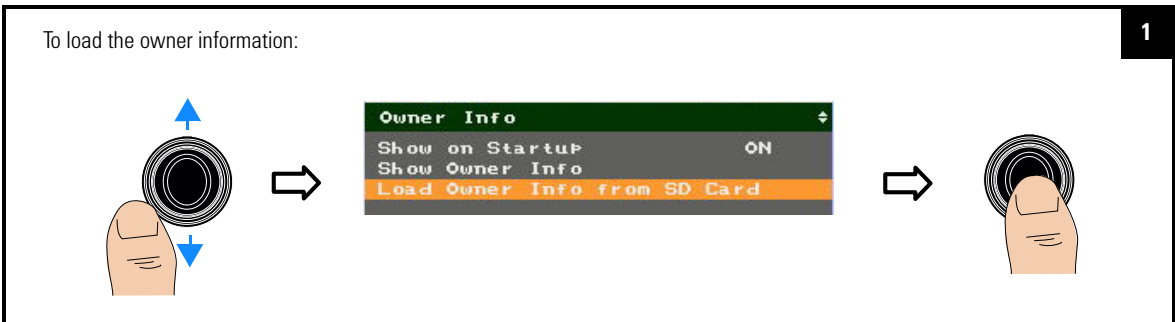 To load the owner information:
1
Owner Info
Show on Startup ON
Show Owner Info
Load Owner Info from SD Card